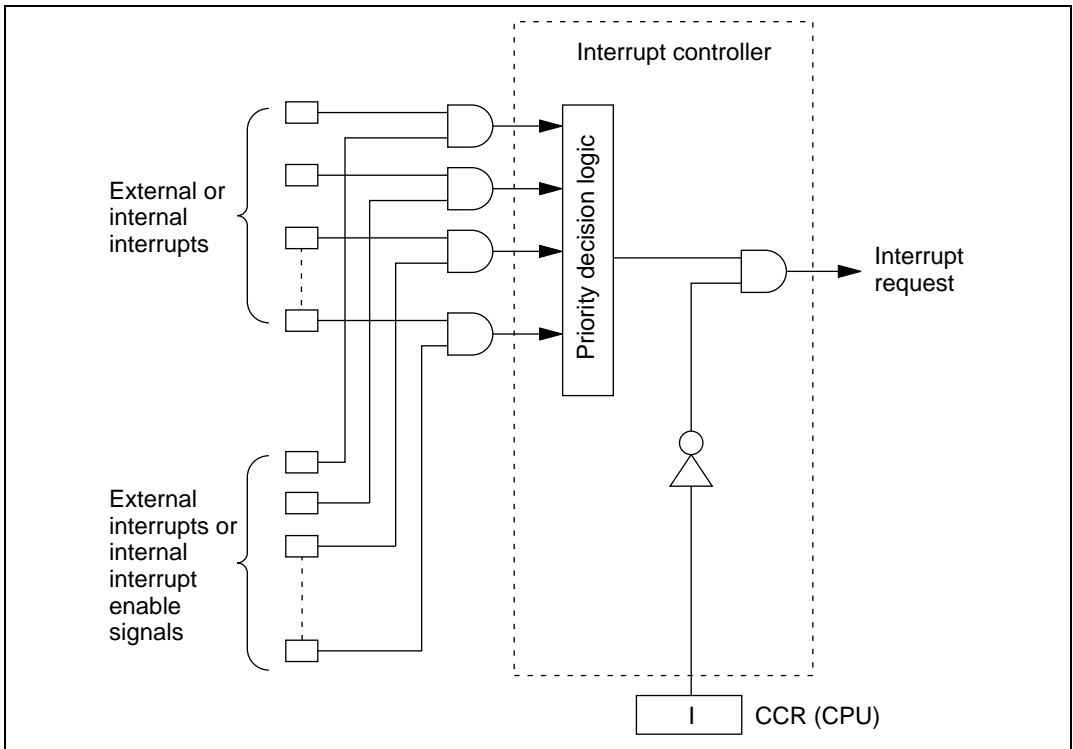 Interrupt controller
External or
internal
interrupts
Priority decision logic
Interrupt
request
External
interrupts or
internal
interrupt
enable
signals
I
CCR (CPU)